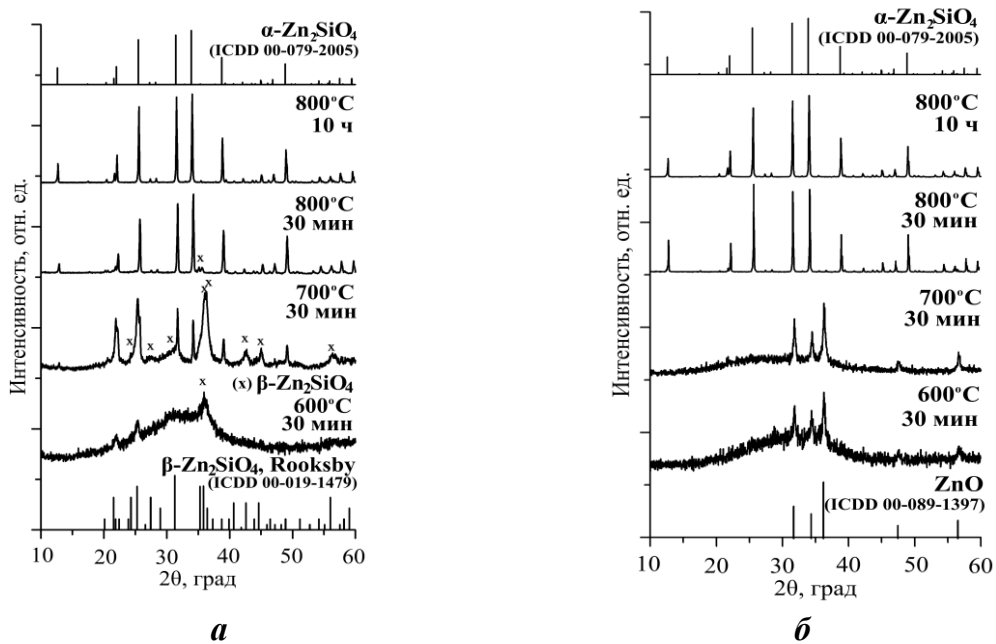 α-Zn₂SiO₄
(ICDD 00-079-2005)
800°C
10 ч
800°C
30 мин
x
700°C
30 мин
x x
x x x x x x
(x) β-Zn₂SiO₄
x
600°C
30 мин
β-Zn₂SiO₄, Rooksby
(ICDD 00-019-1479)
10 20 30 40 50 60
2θ, град
Интенсивность, отн. ед.
а
α-Zn₂SiO₄
(ICDD 00-079-2005)
800°C
10 ч
800°C
30 мин
700°C
30 мин
600°C
30 мин
ZnO
(ICDD 00-089-1397)
10 20 30 40 50 60
2θ, град
Интенсивность, отн. ед.
б